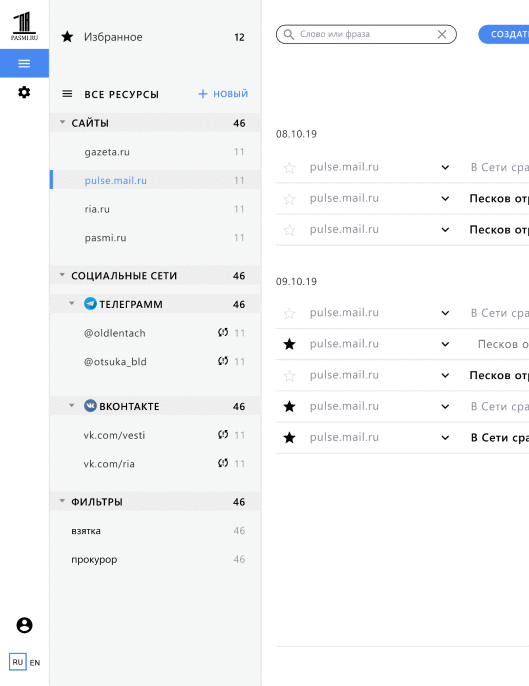 PASMI.RU
Избранное 12
ВСЕ РЕСУРСЫ + НОВЫЙ
САЙТЫ 46
gazeta.ru 11
pulse.mail.ru 11
ria.ru 11
pasmi.ru 11
СОЦИАЛЬНЫЕ СЕТИ 46
ТЕЛЕГРАММ 46
@oldlentach 11
@otsuka_bld 11
ВКОНТАКТЕ 46
vk.com/vesti 11
vk.com/ria 11
ФИЛЬТРЫ 46
взятка 46
прокурор 46
RU EN
Слово или фраза
СОЗДАТЬ
08.10.19
pulse.mail.ru В Сети сра
pulse.mail.ru Песков от
pulse.mail.ru Песков от
09.10.19
pulse.mail.ru В Сети сра
pulse.mail.ru Песков о
pulse.mail.ru Песков от
pulse.mail.ru В Сети сра
pulse.mail.ru В Сети сра